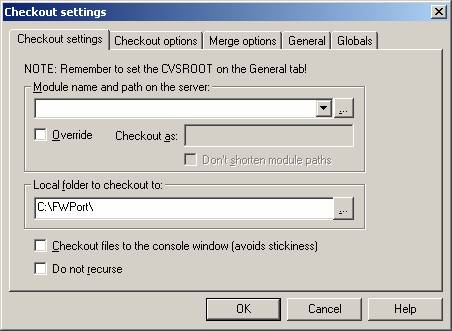 Checkout settings
Checkout settings Checkout options Merge options General Globals
NOTE: Remember to set the CVSROOT on the General tab!
Module name and path on the server:
...
Override Checkout as:
Don't shorten module paths
Local folder to checkout to:
C:\FWPort\ ...
Checkout files to the console window (avoids stickiness)
Do not recurse
OK Cancel Help